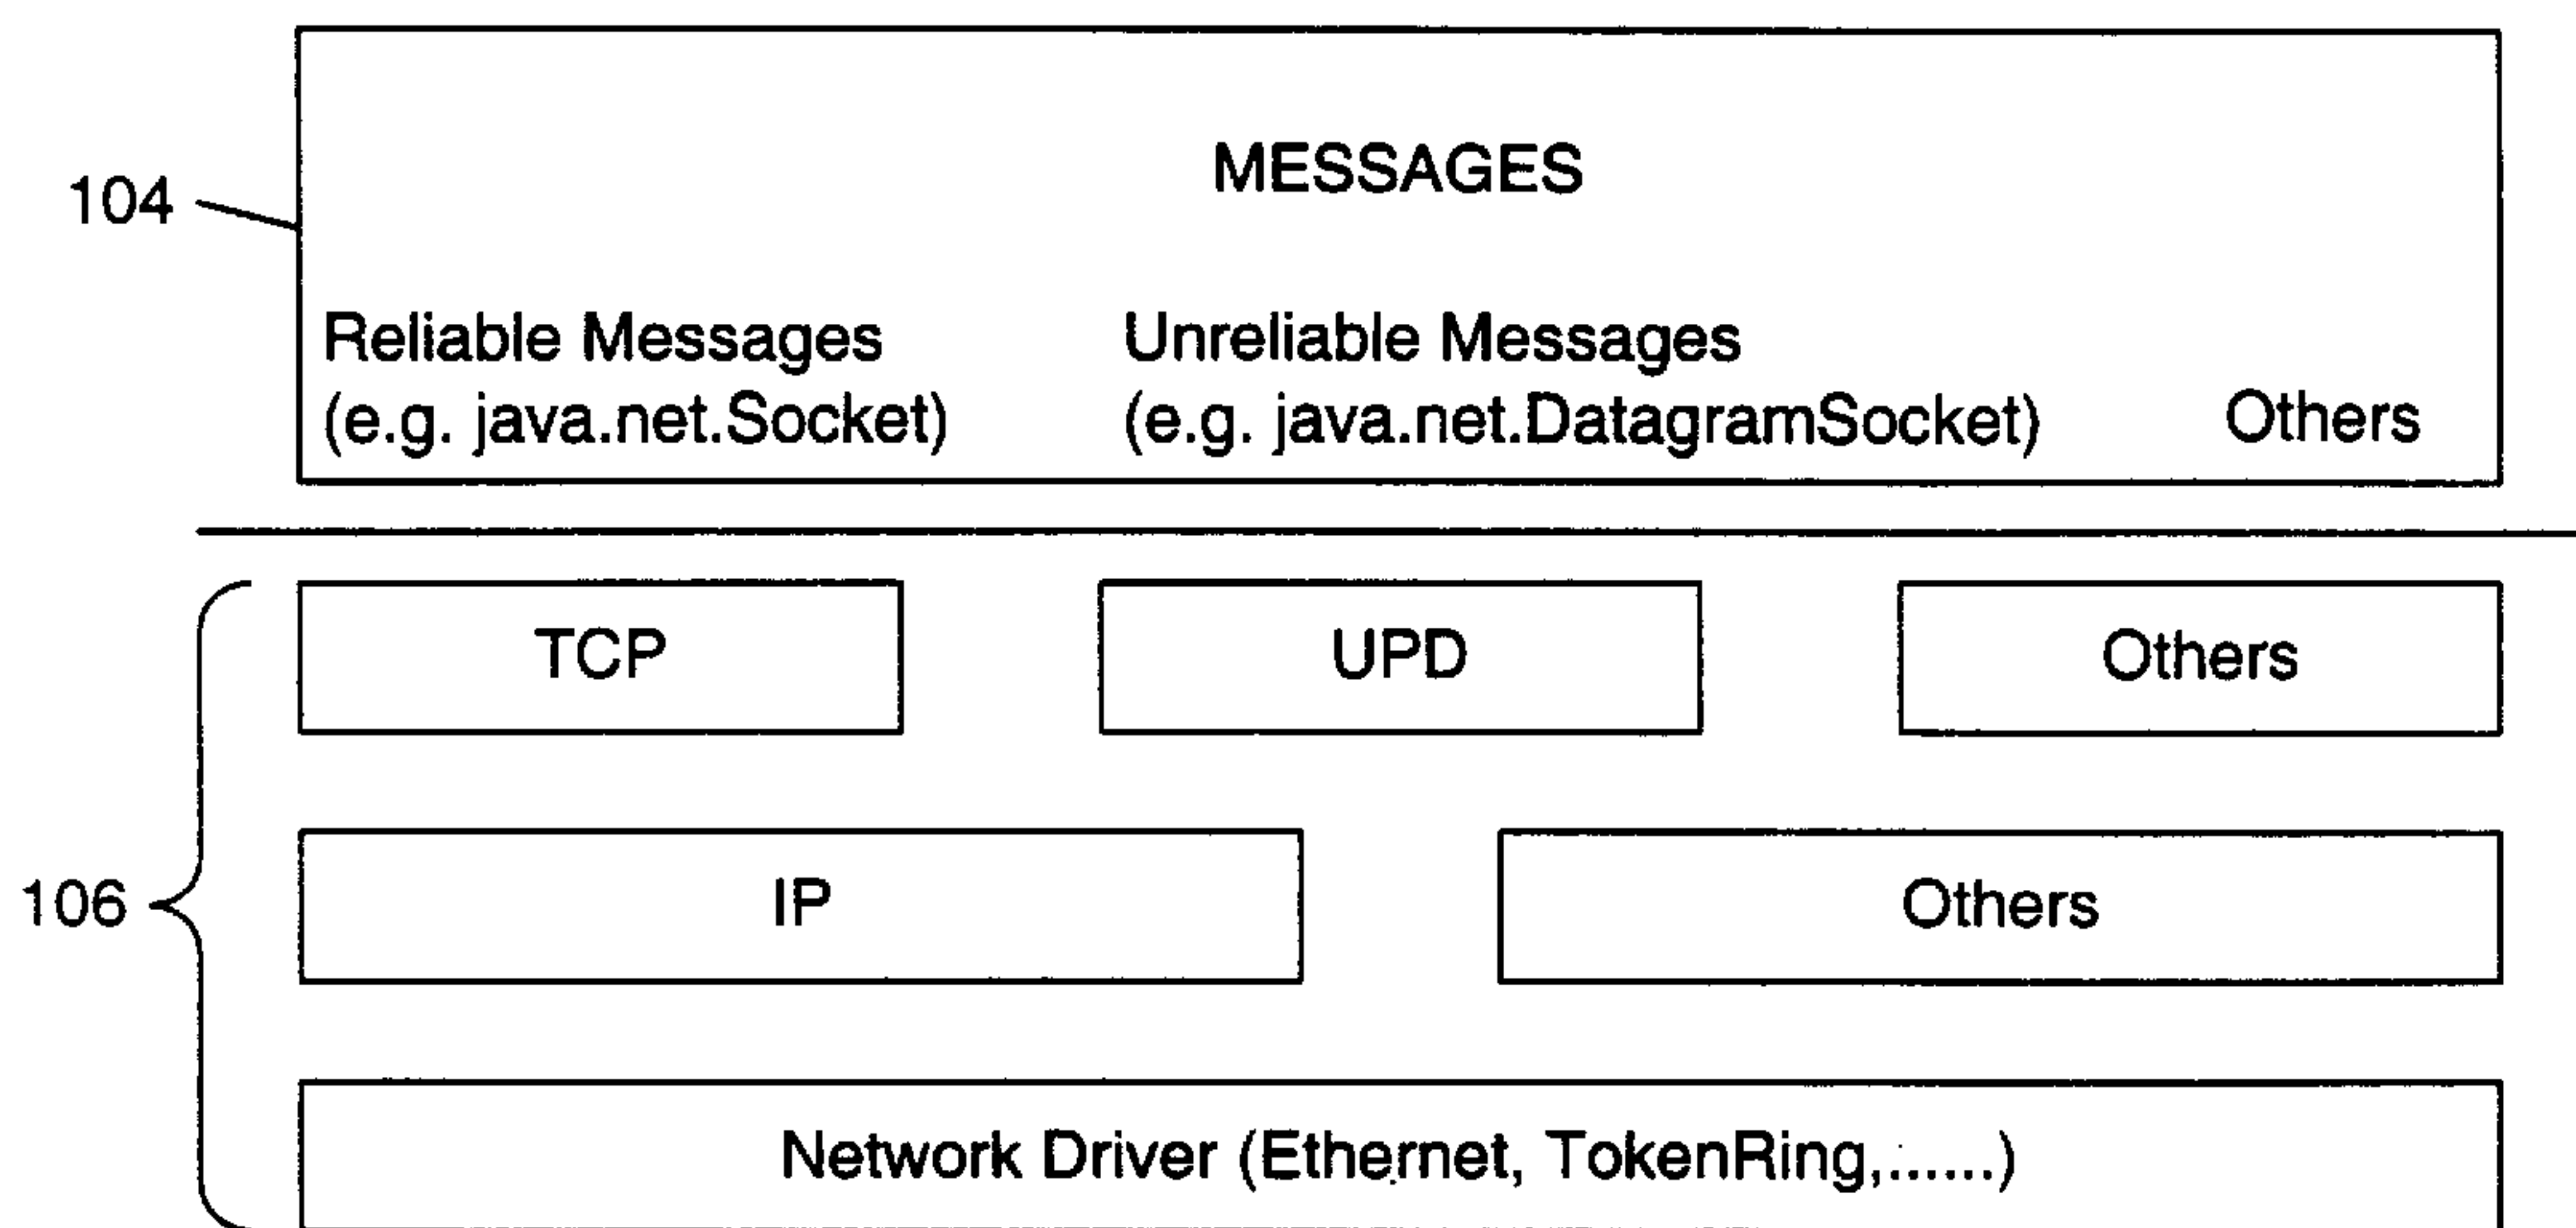 MESSAGES
104
Reliable Messages
(e.g. java.net.Socket)
Unreliable Messages
(e.g. java.net.DatagramSocket)
Others
TCP
UPD
Others
106
IP
Others
Network Driver (Ethernet, TokenRing,......)